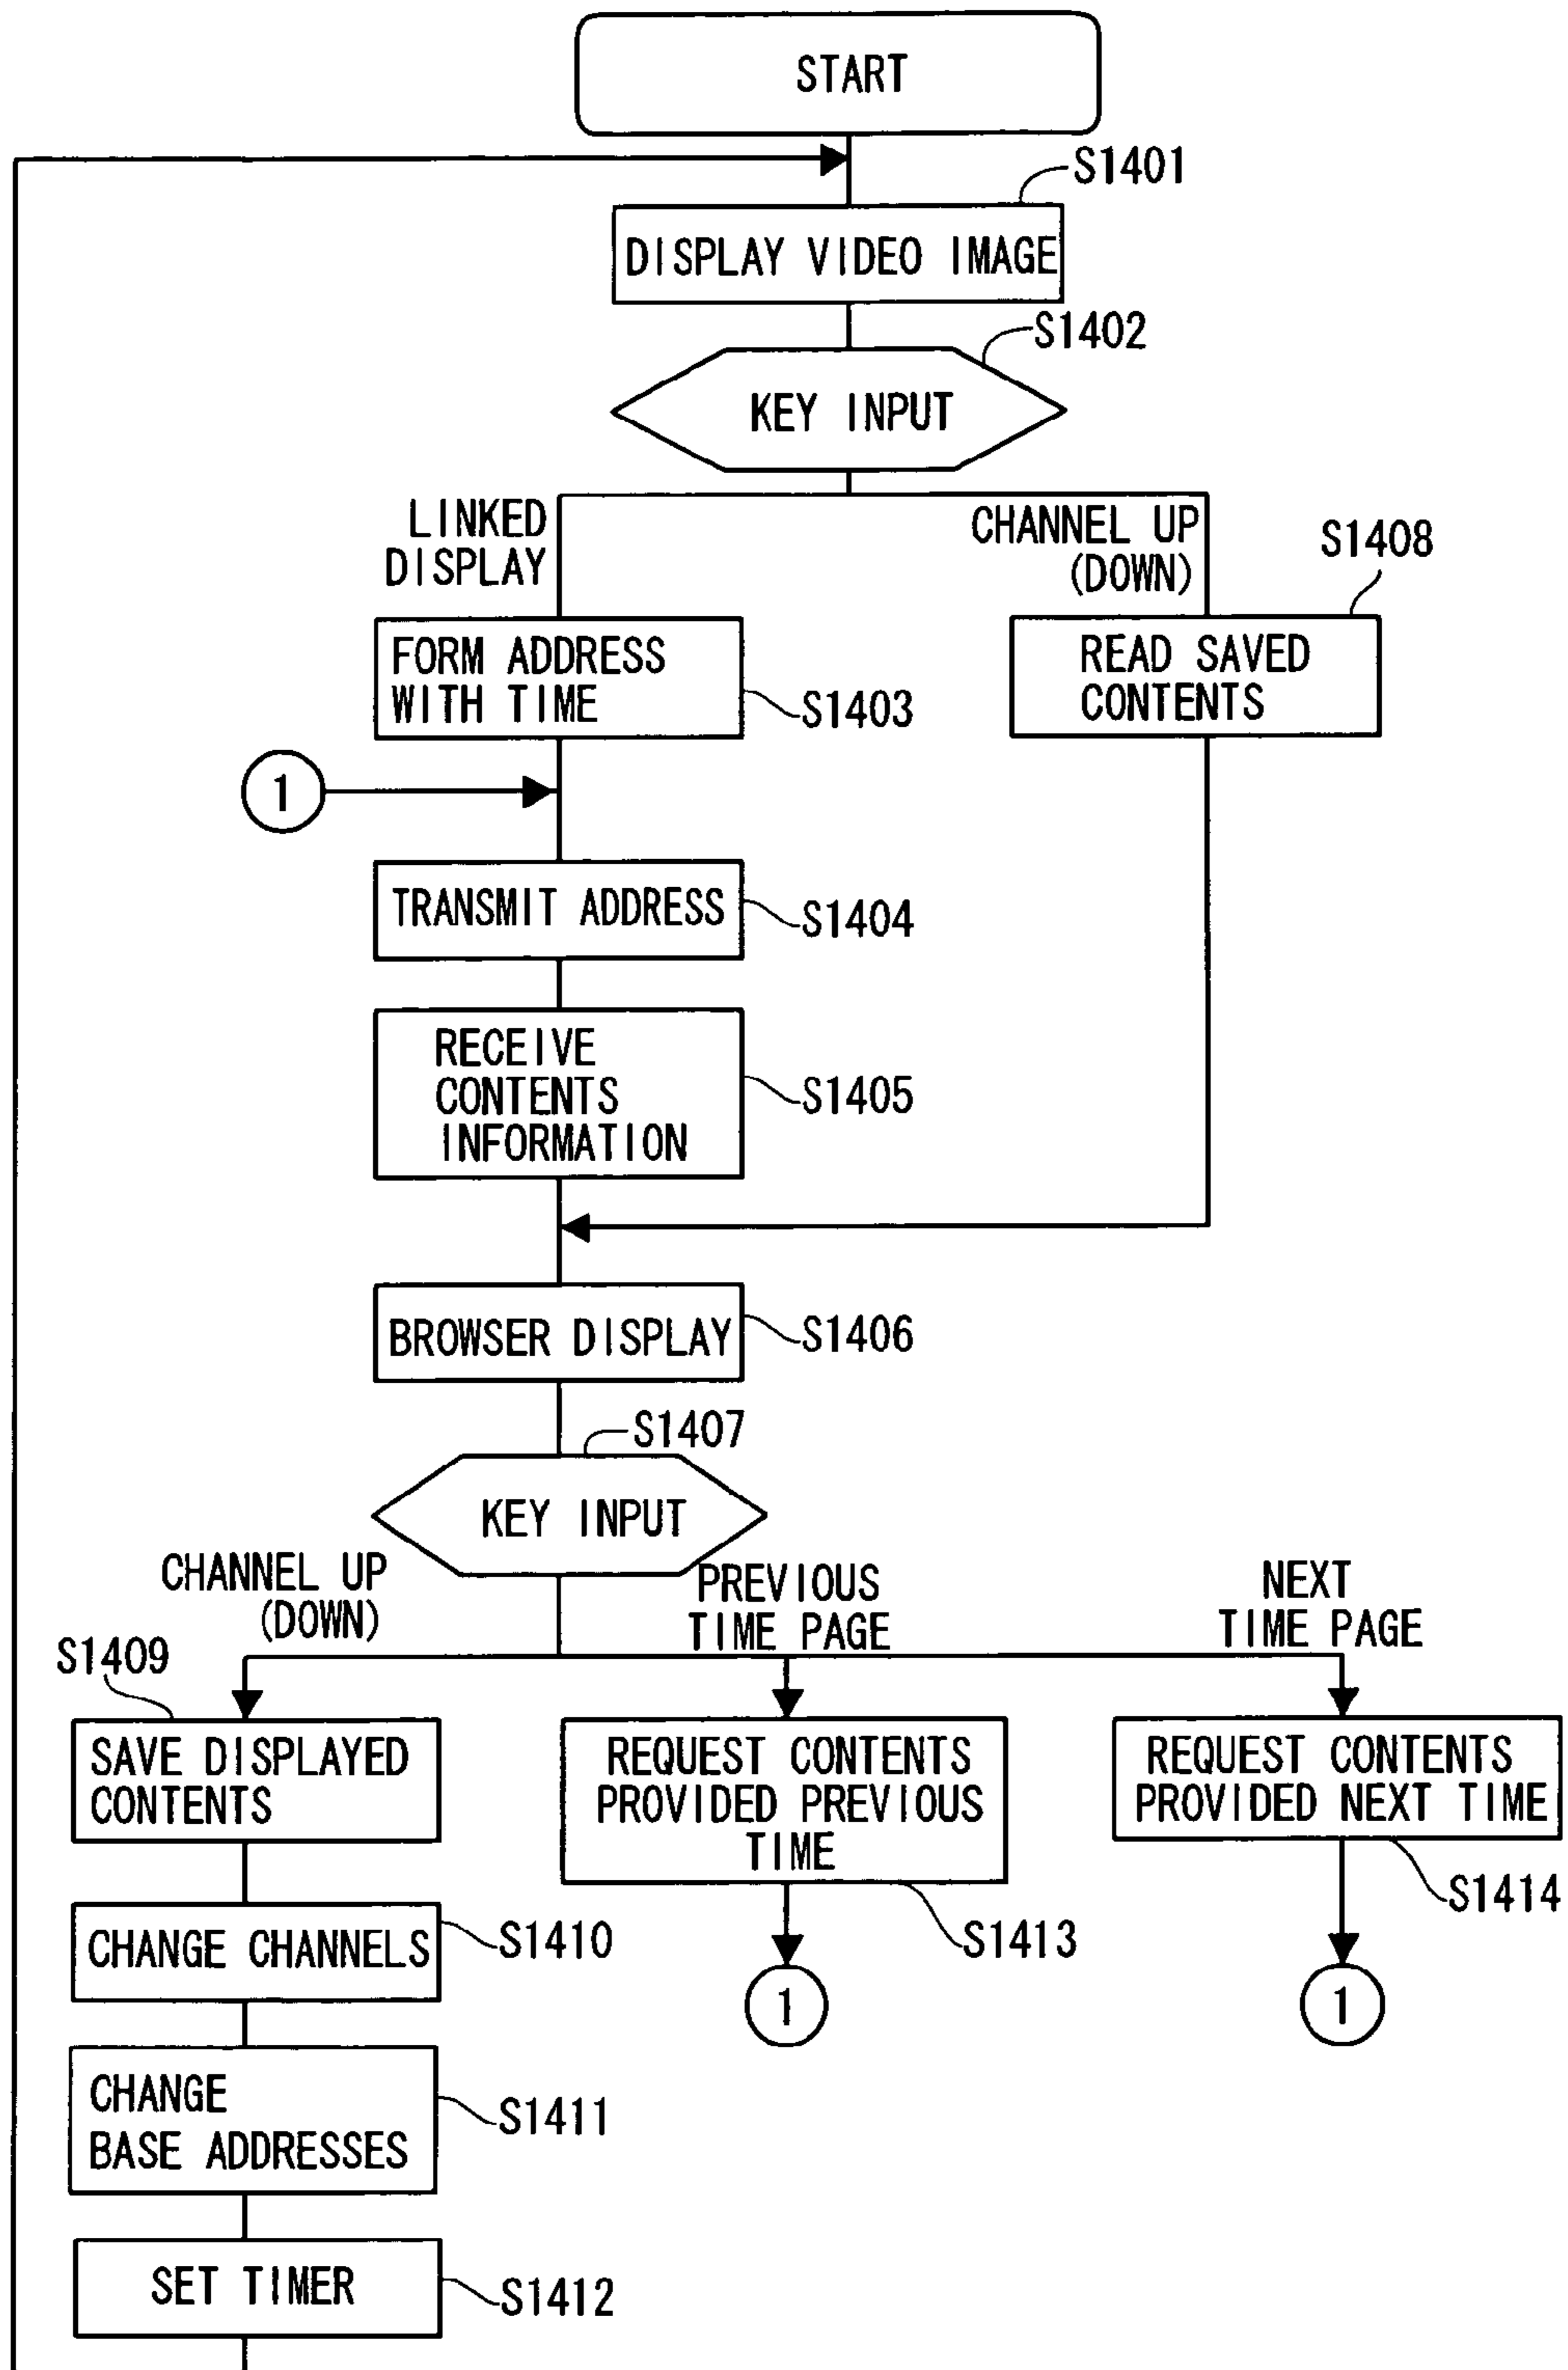 START
S1401
DISPLAY VIDEO IMAGE
S1402
KEY INPUT
LINKED
DISPLAY
CHANNEL UP
(DOWN)
S1408
FORM ADDRESS
WITH TIME
S1403
READ SAVED
CONTENTS
1
TRANSMIT ADDRESS
S1404
RECEIVE
CONTENTS
INFORMATION
S1405
BROWSER DISPLAY
S1406
S1407
KEY INPUT
CHANNEL UP
(DOWN)
PREVIOUS
TIME PAGE
NEXT
TIME PAGE
S1409
SAVE DISPLAYED
CONTENTS
REQUEST CONTENTS
PROVIDED PREVIOUS
TIME
REQUEST CONTENTS
PROVIDED NEXT TIME
S1414
CHANGE CHANNELS
S1410
S1413
1
1
CHANGE
BASE ADDRESSES
S1411
SET TIMER
S1412